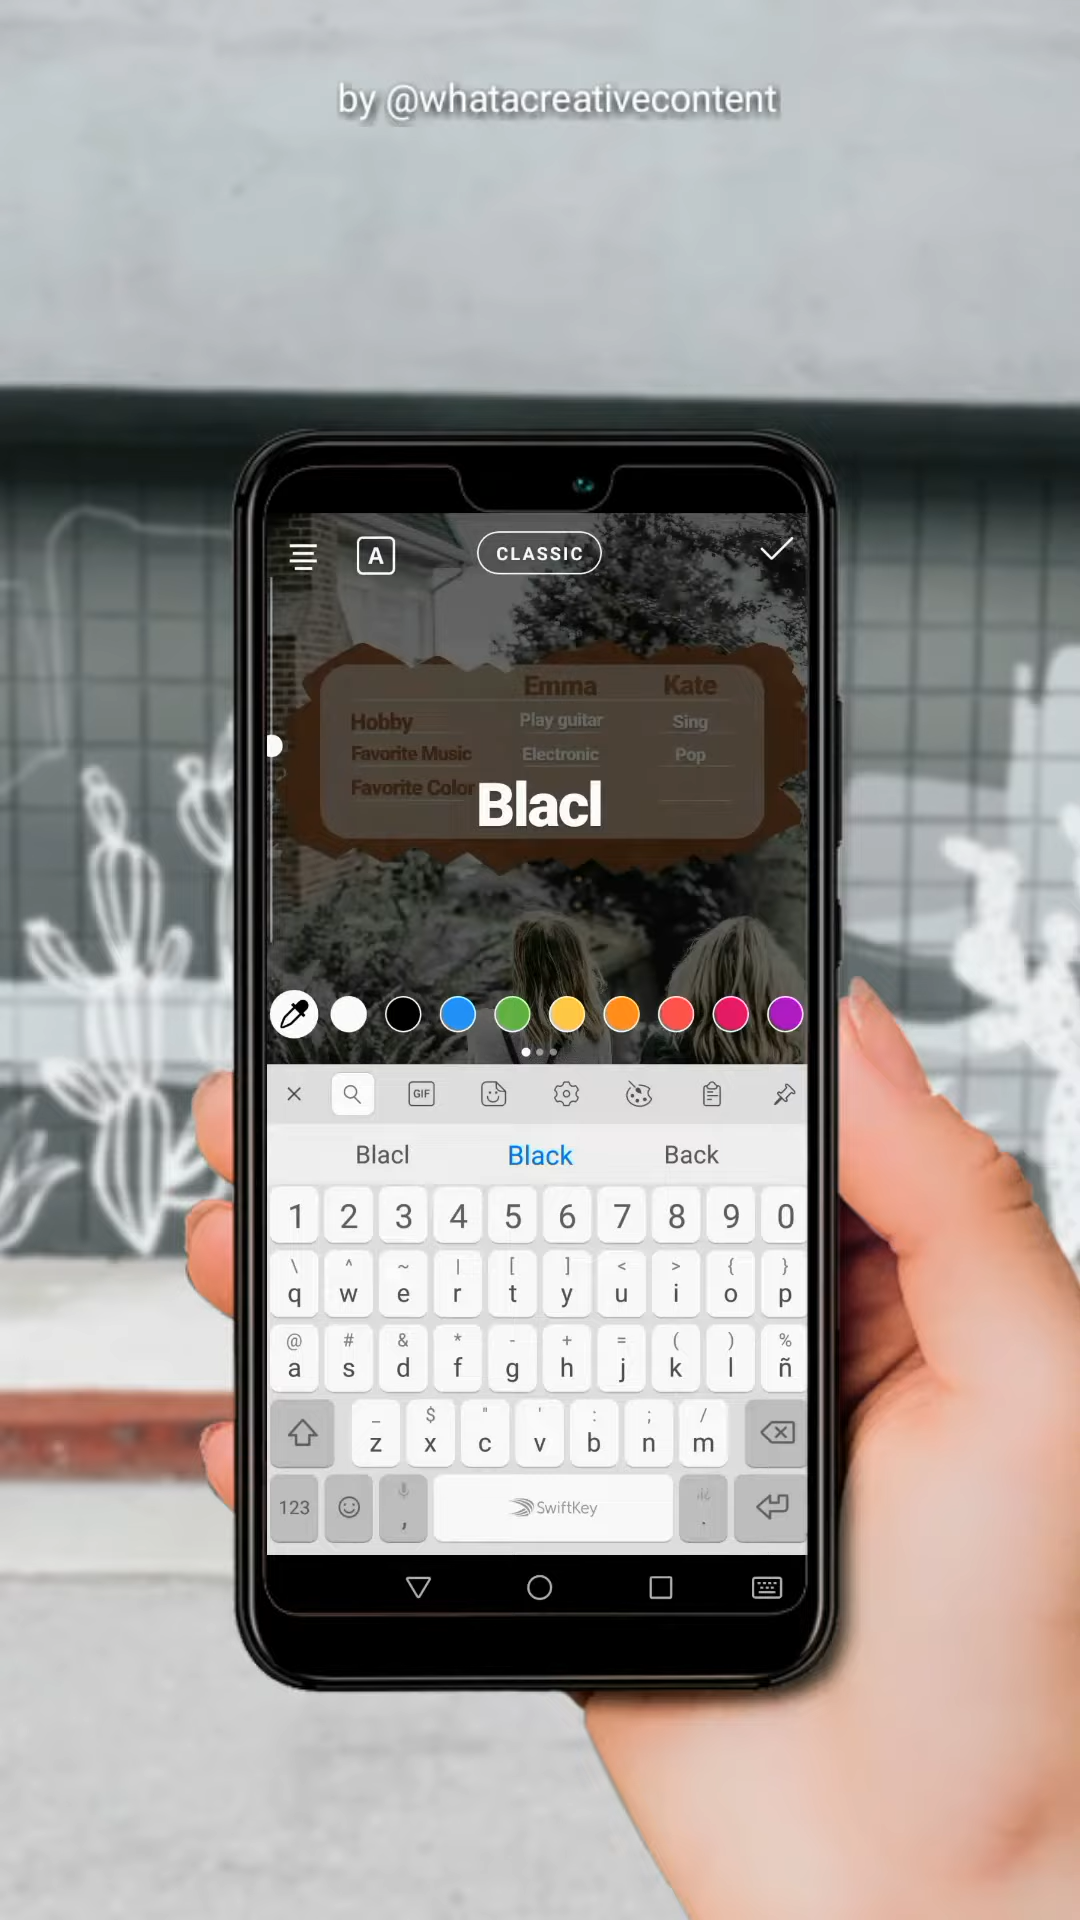 by @whatacreativecontent
A
CLASSIC
Emma Kate
Hobby Play guitar Sing
Favorite Music Electronic Pop
Favorite Color
Blacl
GIF
Blacl Black Back
1 2 3 4 5 6 7 8 9 0
\ ^ ~ | [ ] < > { }
q w e r t y u i o p
@ # & * - + = ( ) %
a s d f g h j k l ñ
_ $ " ' : ; /
z x c v b n m
123 , SwiftKey .